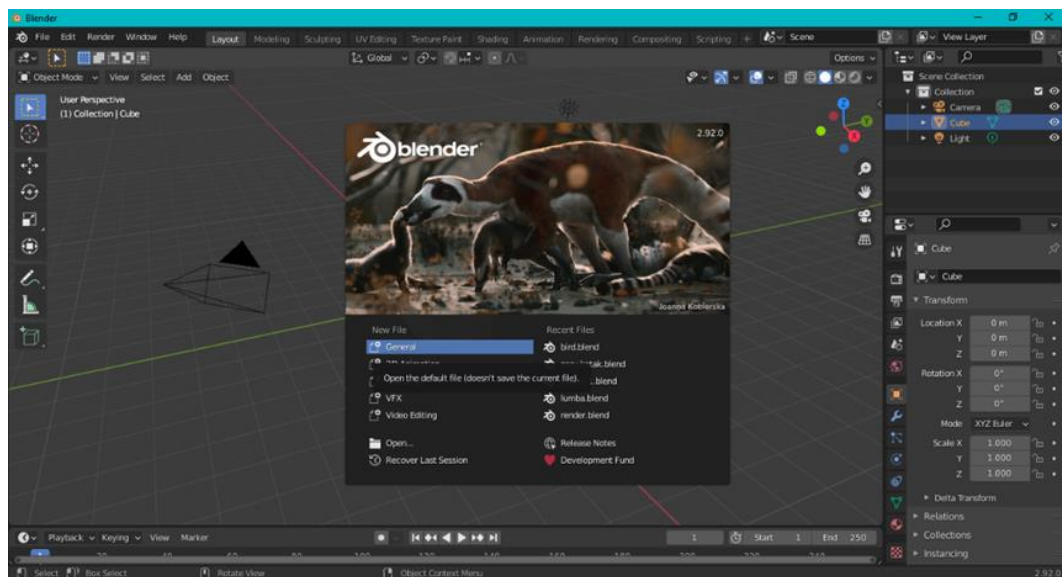 Blender
File Edit Render Window Help Layout Modeling Sculpting UV Editing Texture Paint Shading Animation Rendering Compositing Scripting + Scene View Layer
Global Options
Object Mode View Select Add Object
User Perspective
(1) Collection | Cube
blender
2.92.0
Joanna Kobierska
New File
General
2D Animation
Open the default file (doesn't save the current file).
VFX
Video Editing
Open...
Recover Last Session
Recent Files
bird.blend
.blend
lumba.blend
render.blend
Release Notes
Development Fund
Scene Collection
Collection
Camera
Cube
Light
Cube
Cube
Transform
Location X 0 m
Y 0 m
Z 0 m
Rotation X 0°
Y 0°
Z 0°
Mode XYZ Euler
Scale X 1.000
Y 1.000
Z 1.000
Delta Transform
Relations
Collections
Instancing
Playback Keying View Marker 1 Start 1 End 250
Select Box Select Rotate View Object Context Menu 2.92.0